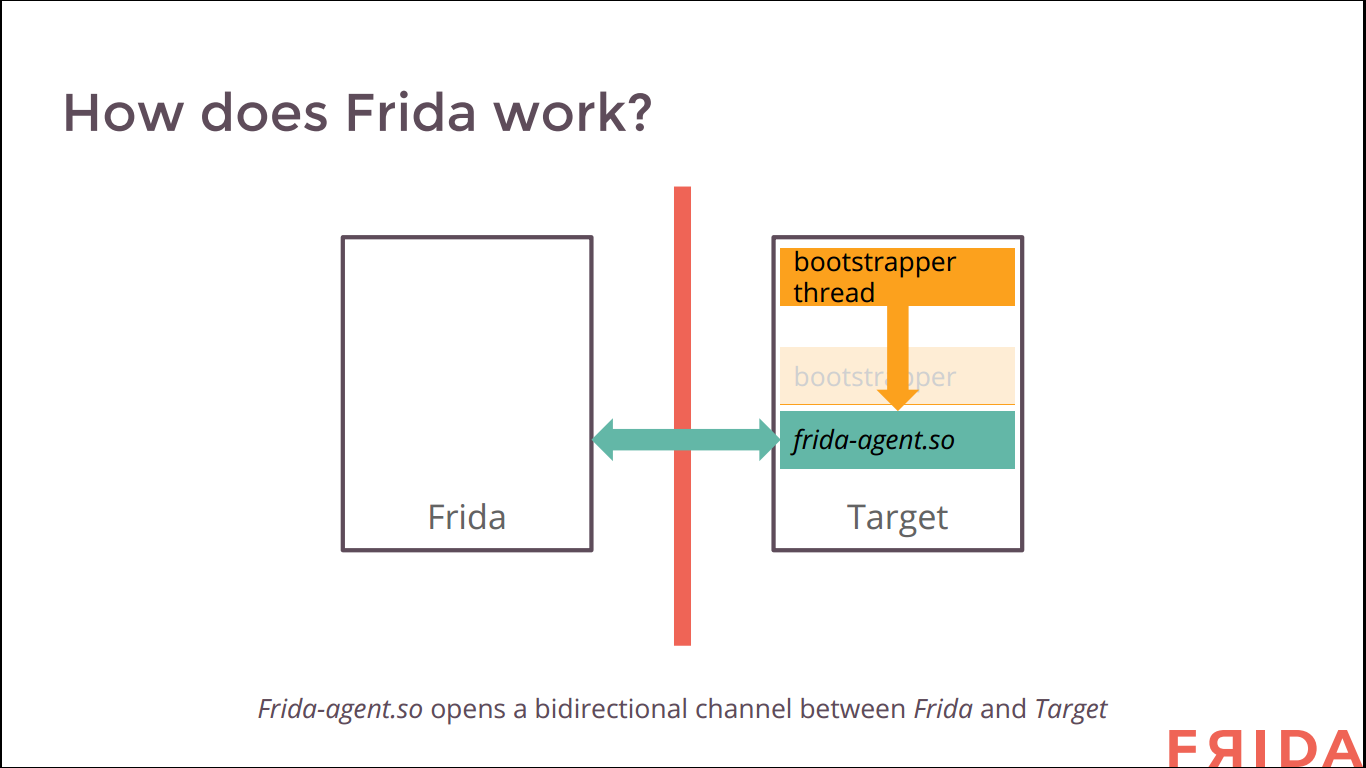 How does Frida work?
bootstrapper
thread
bootstrapper
frida-agent.so
Frida
Target
Frida-agent.so opens a bidirectional channel between Frida and Target
FЯIDA